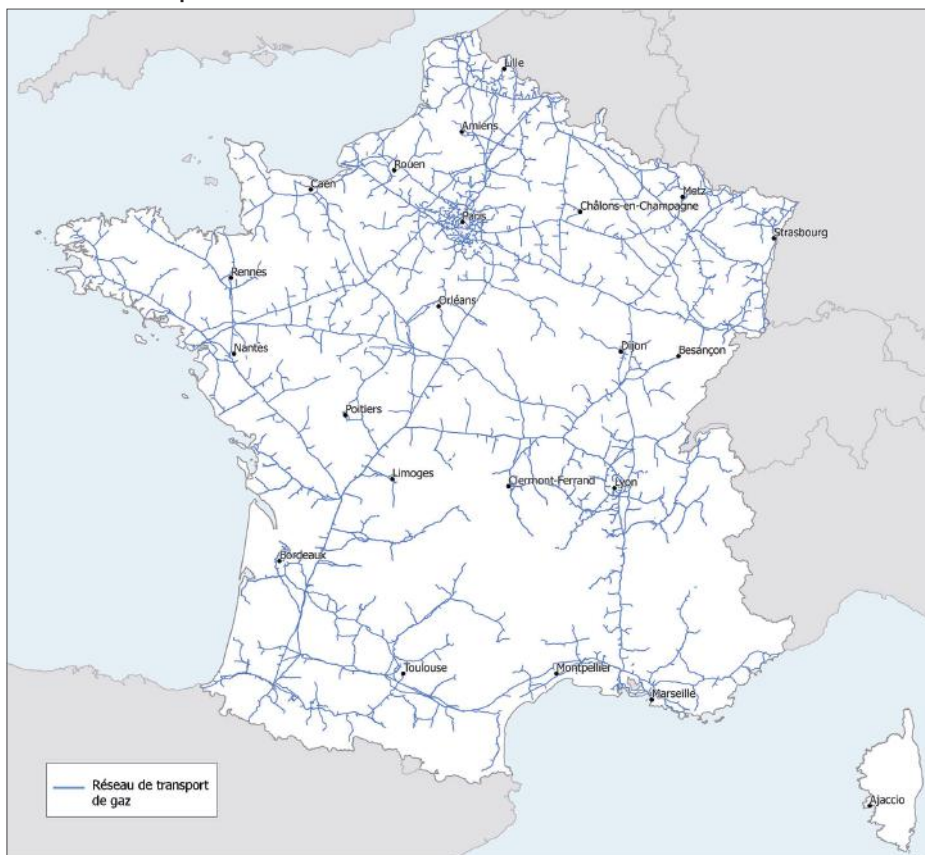 Lille
Amiens
Rouen
Caen
Metz
Châlons-en-Champagne
Paris
Strasbourg
Rennes
Orléans
Nantes
Dijon
Besançon
Poitiers
Limoges
Clermont-Ferrand
Lyon
Bordeaux
Toulouse
Montpellier
Marseille
Réseau de transport
de gaz
Ajaccio